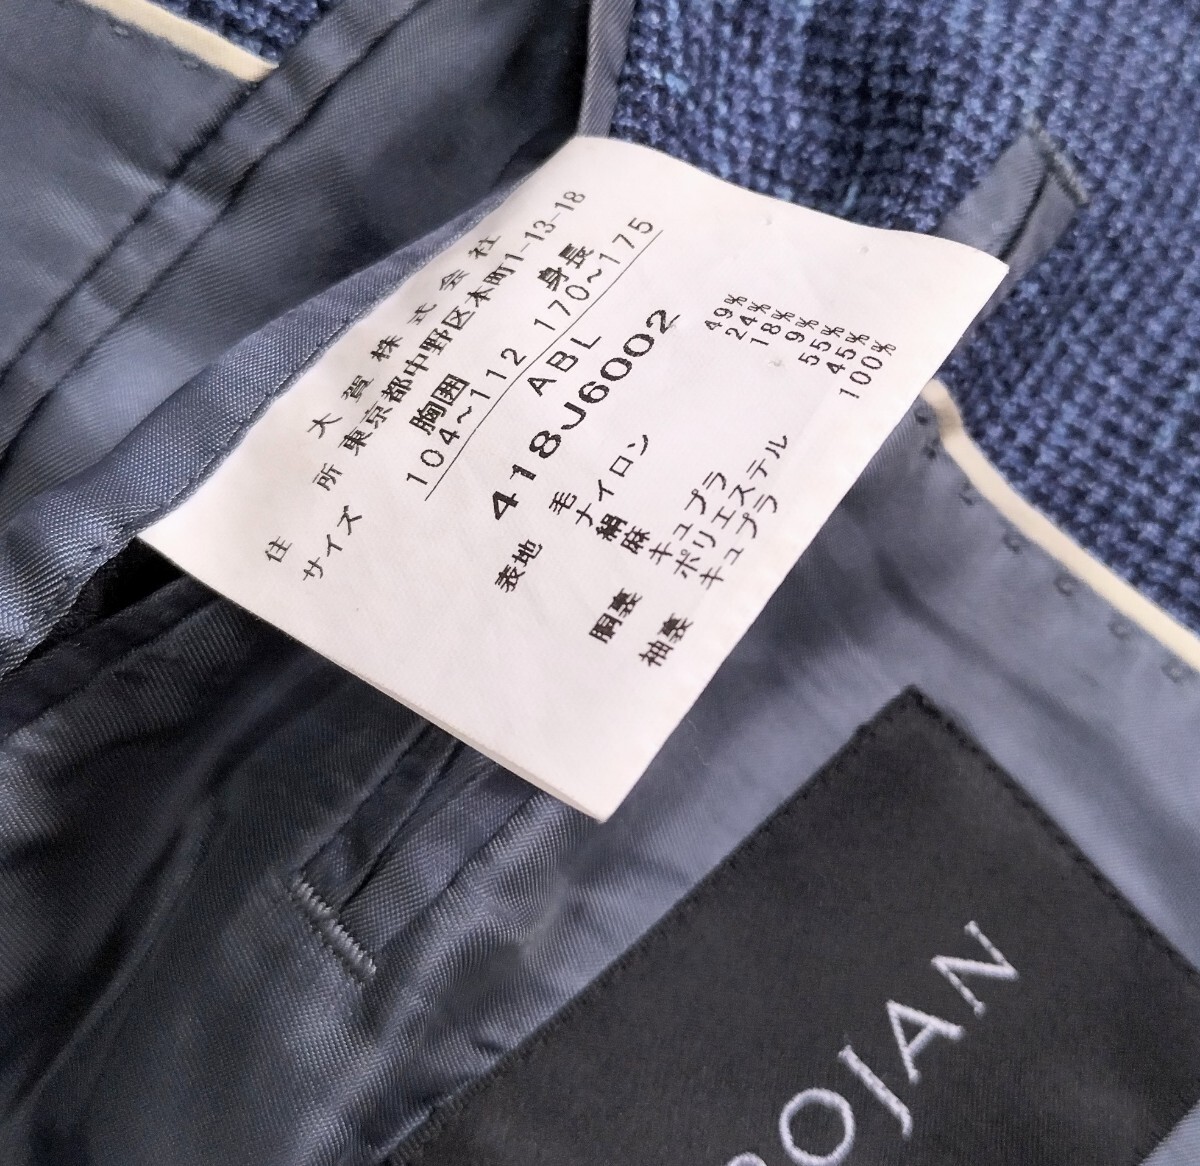 大賀株式会社
住所 東京都中野区本町1-13-18
サイズ 胸囲 身長
104~112 170~175
ABL
418J6002
表地 毛 49%
ナイロン 24%
絹 18%
麻 9%
胴裏 キュプラ 55%
ポリエステル 45%
袖裏 キュプラ 100%
OJAN